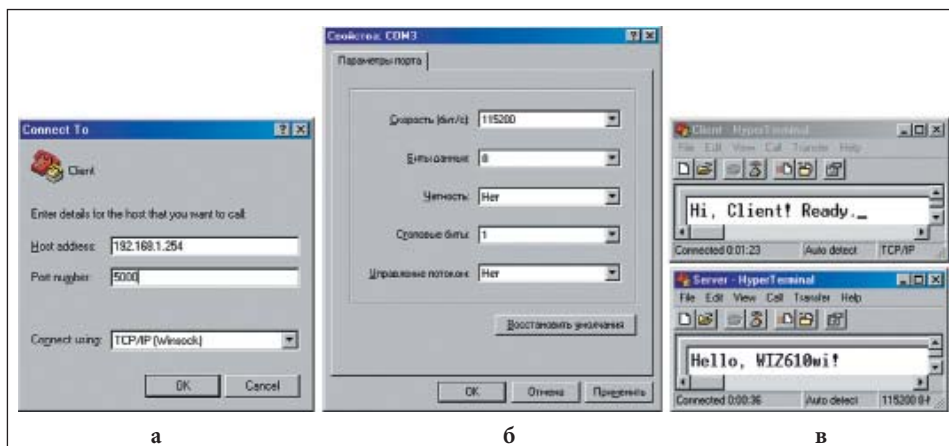 Connect To
Client
Enter details for the host that you want to call:
Host address: 192.168.1.254
Port number: 5000
Connect using: TCP/IP (Winsock)
OK Cancel
а
Свойства: COM3
Параметры порта
Скорость (бит/с): 115200
Биты данных: 8
Четность: Нет
Стоповые биты: 1
Управление потоком: Нет
Восстановить умолчания
OK Отмена Применить
б
Client - HyperTerminal
File Edit View Call Transfer Help
Hi, Client! Ready._
Connected 0:01:23 Auto detect TCP/IP
Server - HyperTerminal
File Edit View Call Transfer Help
Hello, WIZ610wi!
Connected 0:00:36 Auto detect 115200
в